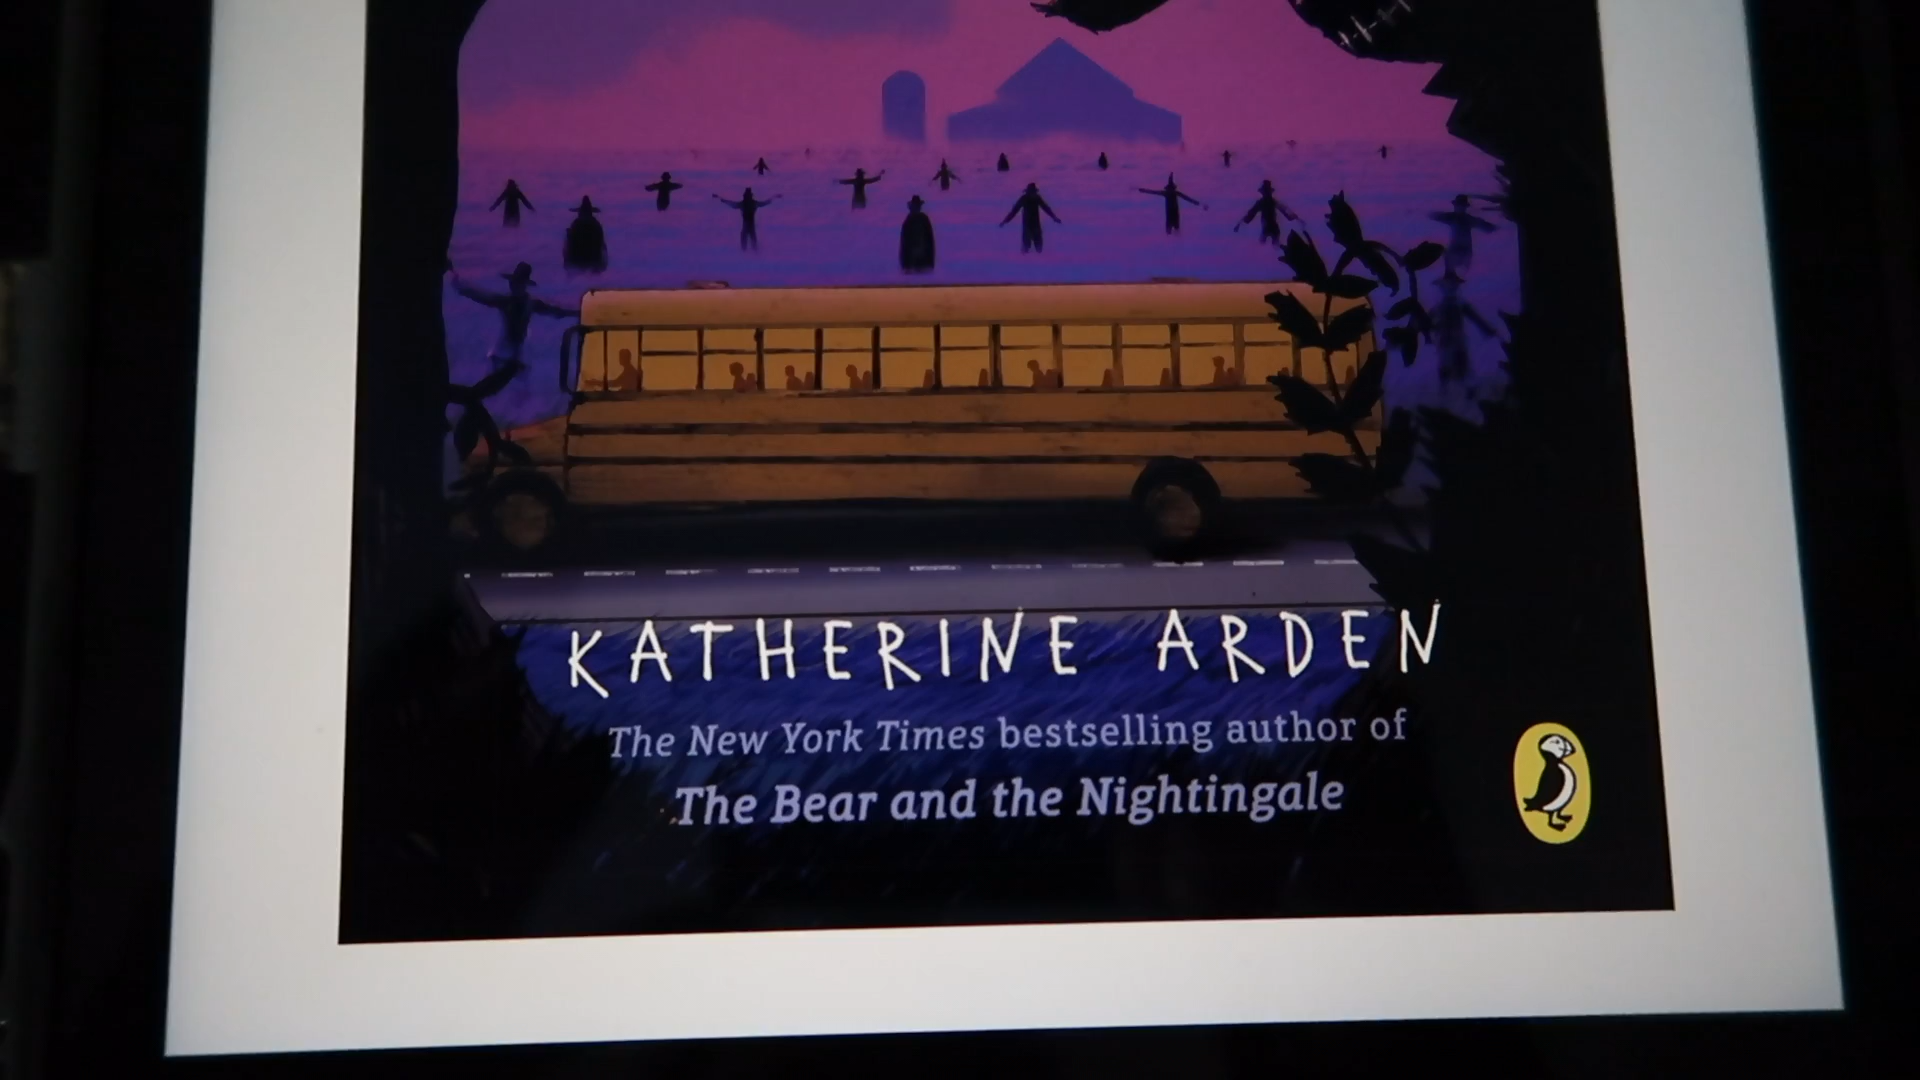 KATHERINE ARDEN
The New York Times bestselling author of
The Bear and the Nightingale